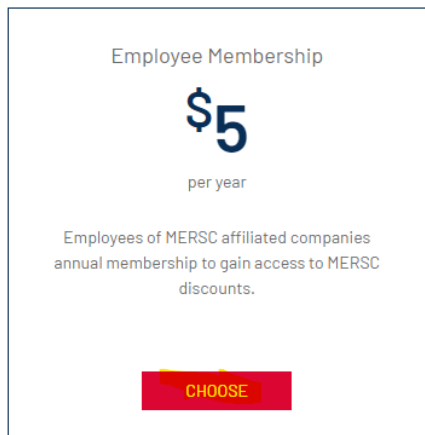 Employee Membership
$5
per year
Employees of MERSC affiliated companies
annual membership to gain access to MERSC
discounts.
CHOOSE